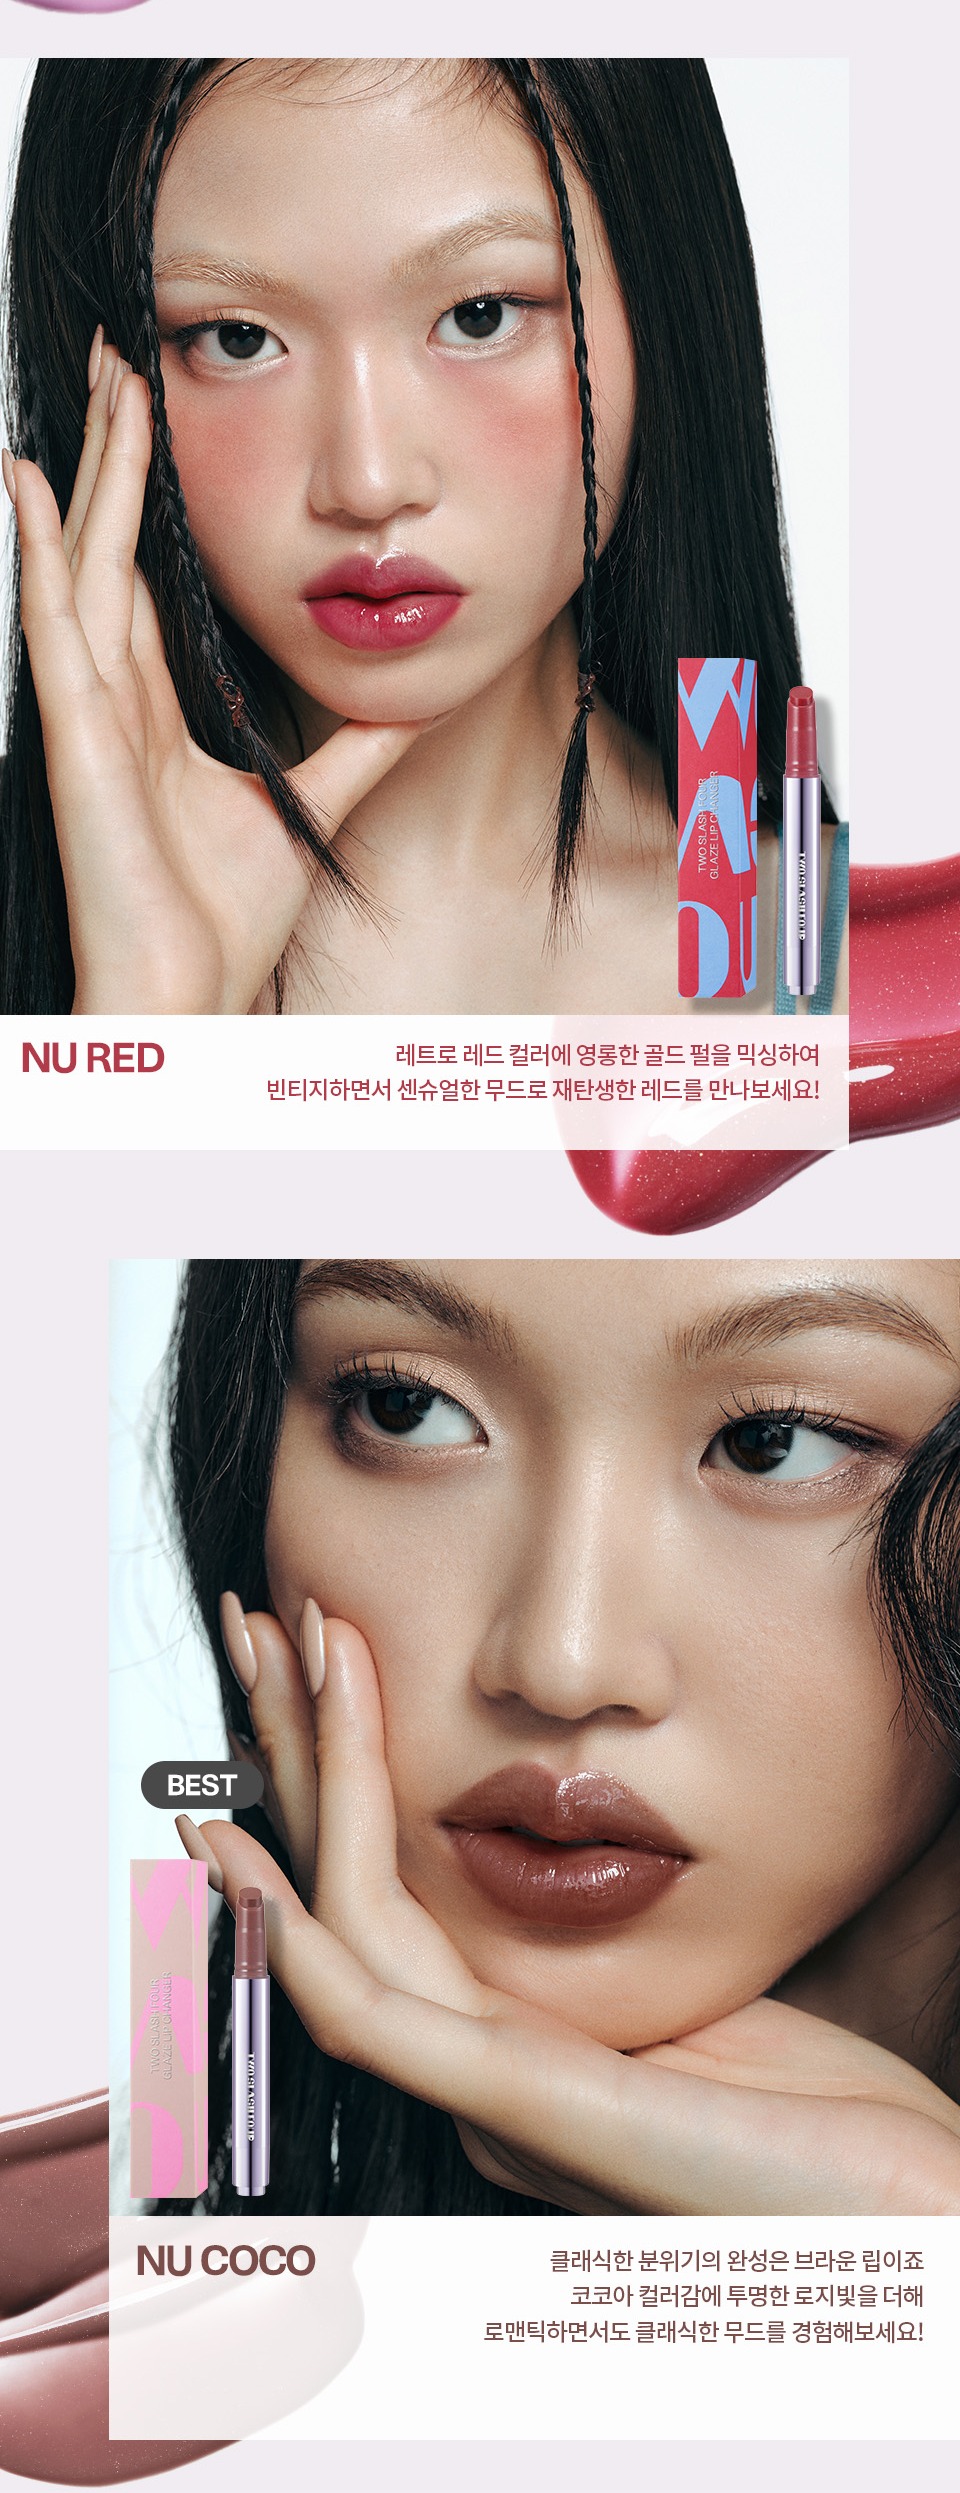 TWO SLASH FOUR
GLAZE LIP CHANGER
TWO SLASH FOUR
NU RED
레트로 레드 컬러에 영롱한 골드 펄을 믹싱하여
빈티지하면서 센슈얼한 무드로 재탄생한 레드를 만나보세요!
BEST
TWO SLASH FOUR
GLAZE LIP CHANGER
TWO SLASH FOUR
NU COCO
클래식한 분위기의 완성은 브라운 립이죠
코코아 컬러감에 투명한 로지빛을 더해
로맨틱하면서도 클래식한 무드를 경험해보세요!